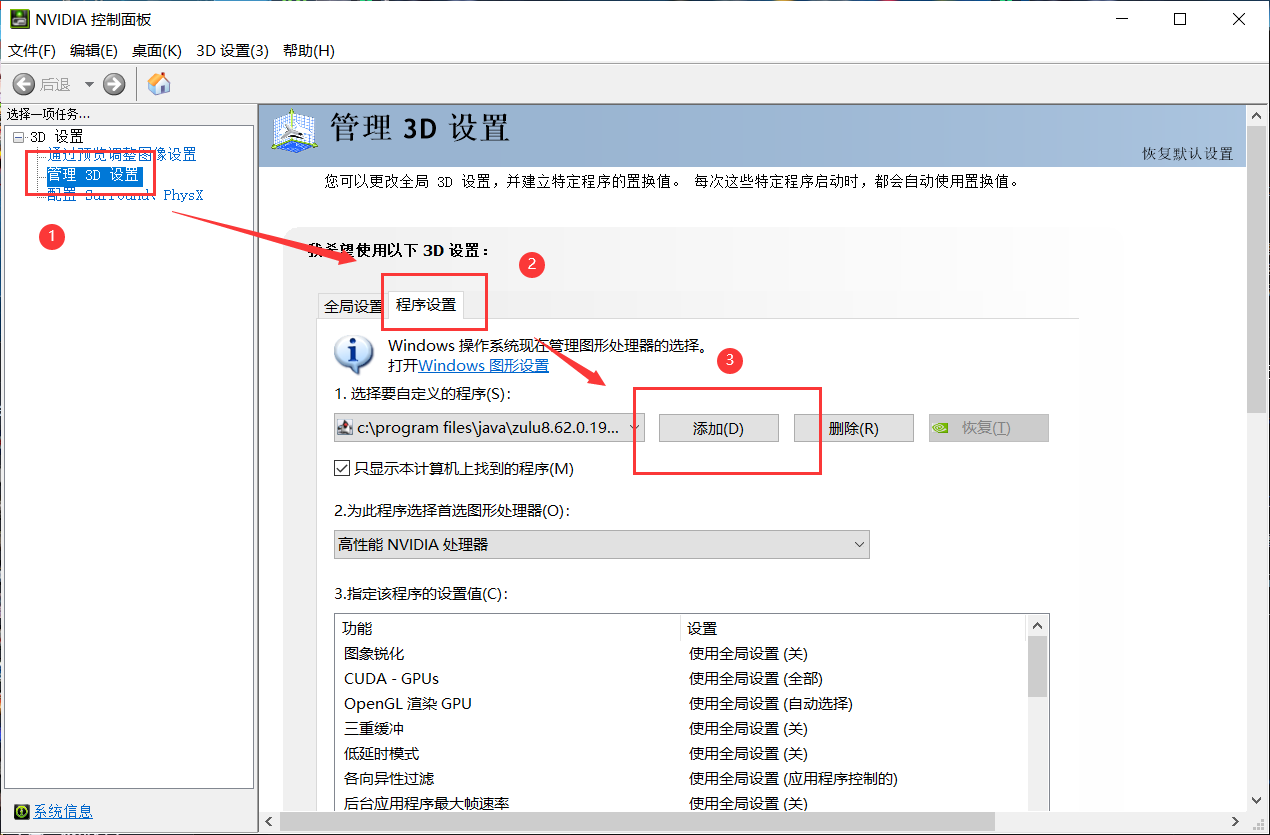 NVIDIA 控制面板
文件(F) 编辑(E) 桌面(K) 3D 设置(3) 帮助(H)
后退
选择一项任务...
3D 设置
通过预览调整图像设置
管理 3D 设置
配置 Surround、PhysX
1
系统信息
管理 3D 设置
恢复默认设置
您可以更改全局 3D 设置，并建立特定程序的置换值。 每次这些特定程序启动时，都会自动使用置换值。
我希望使用以下 3D 设置：
2
全局设置 程序设置
Windows 操作系统现在管理图形处理器的选择。
打开Windows 图形设置
3
1. 选择要自定义的程序(S)：
c:\program files\java\zulu8.62.0.19... 添加(D) 删除(R) 恢复(T)
只显示本计算机上找到的程序(M)
2.为此程序选择首选图形处理器(O)：
高性能 NVIDIA 处理器
3.指定该程序的设置值(C)：
功能 设置
图象锐化 使用全局设置 (关)
CUDA - GPUs 使用全局设置 (全部)
OpenGL 渲染 GPU 使用全局设置 (自动选择)
三重缓冲 使用全局设置 (关)
低延时模式 使用全局设置 (关)
各向异性过滤 使用全局设置 (应用程序控制的)
后台应用程序最大帧速率 使用全局设置 (关)